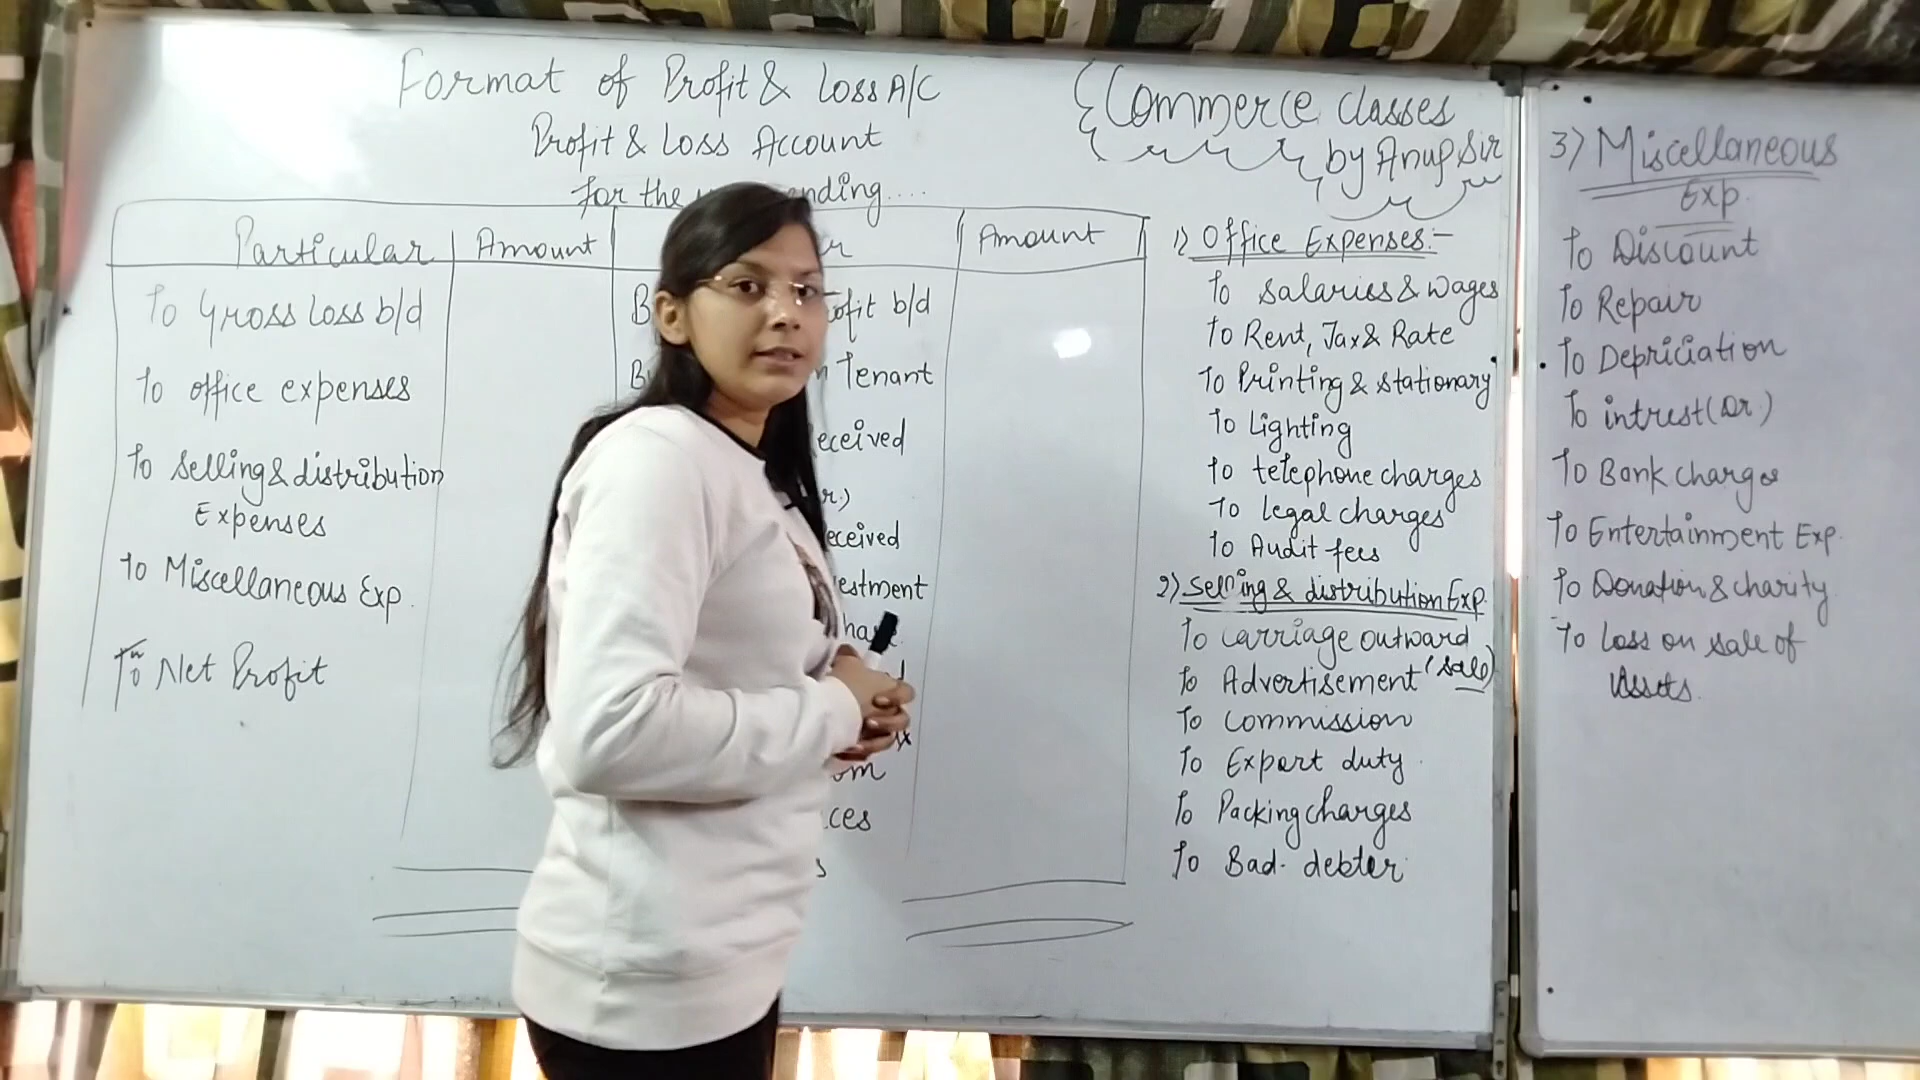 Format of Profit & Loss A/C
Profit & Loss Account
for the nding....
Particular Amount Amount
To Gross Loss b/d
To office expenses
To Selling & distribution
Expenses
To Miscellaneous Exp.
To Net Profit
b/d
Tenant
Commerce Classes
by Anup Sir
1) Office Expenses:-
To Salaries & wages
To Rent, Tax & Rate
To Printing & stationary
To Lighting
To telephone charges
To legal charges
To Audit fees
2) Selling & distribution Exp.
To carriage outward
(Sale)
To Advertisement
To Commission
To Export duty
To Packing charges
To Bad-debter
3) Miscellaneous
Exp.
To Discount
To Repair
To Depriciation
To intrest (Dr.)
To Bank charges
To Entertainment Exp.
To Donation & charity
To Loss on sale of
Assets.